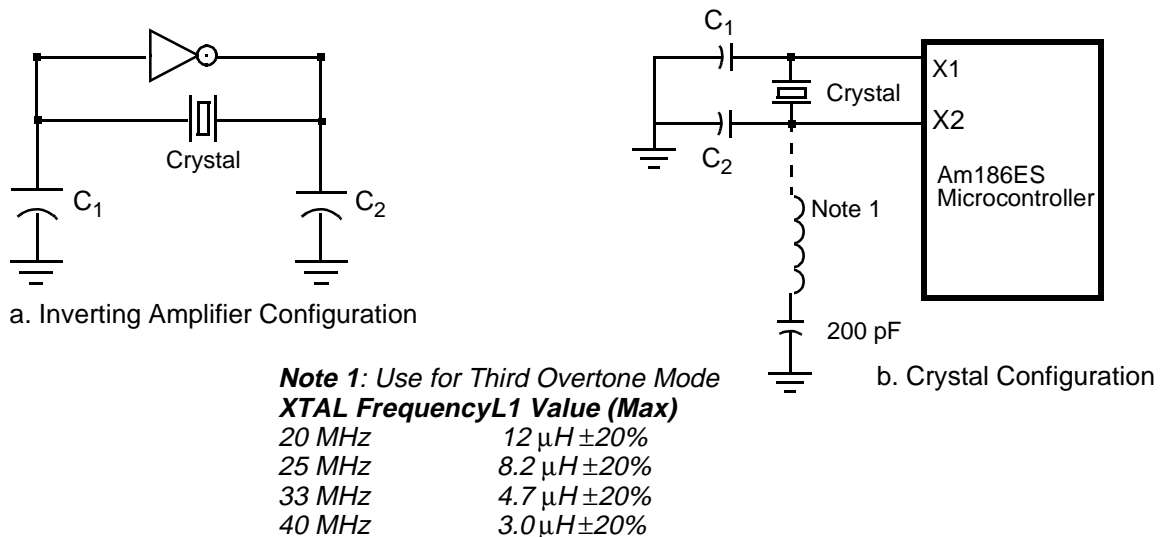 Crystal
C1
C2
a. Inverting Amplifier Configuration
C1
Crystal
C2
X1
X2
Am186ES
Microcontroller
Note 1
200 pF
b. Crystal Configuration
Note 1: Use for Third Overtone Mode
XTAL FrequencyL1 Value (Max)
20 MHz 12 μH ±20%
25 MHz 8.2 μH ±20%
33 MHz 4.7 μH ±20%
40 MHz 3.0 μH ±20%